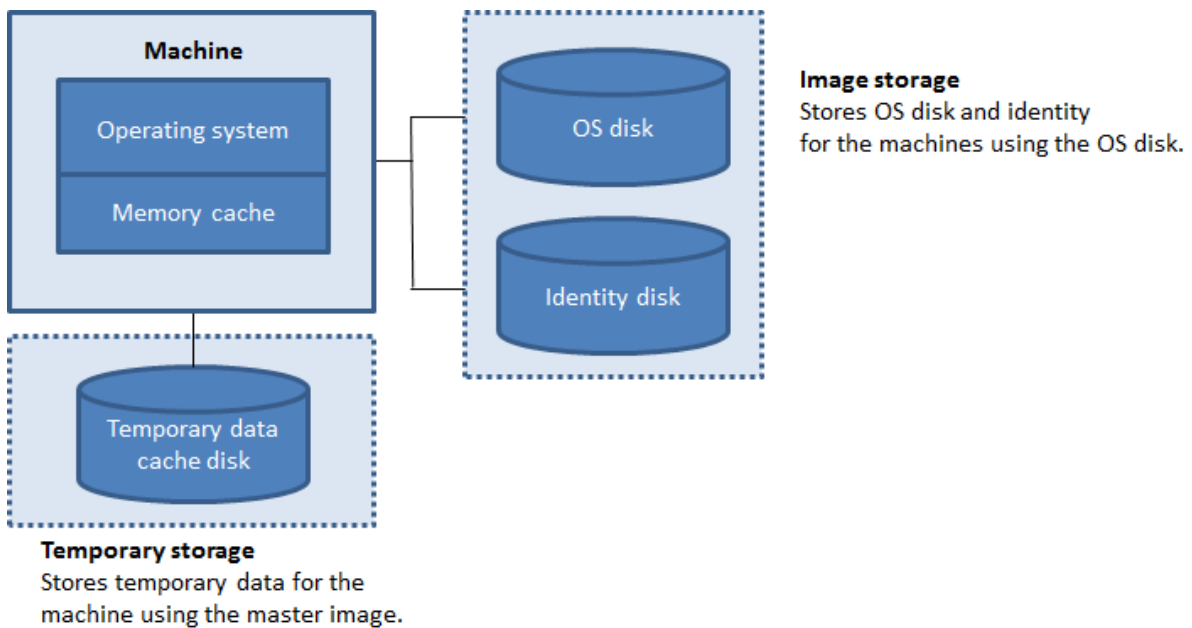 Machine
Operating system
Memory cache
OS disk
Identity disk
Image storage
Stores OS disk and identity
for the machines using the OS disk.
Temporary data
cache disk
Temporary storage
Stores temporary data for the
machine using the master image.